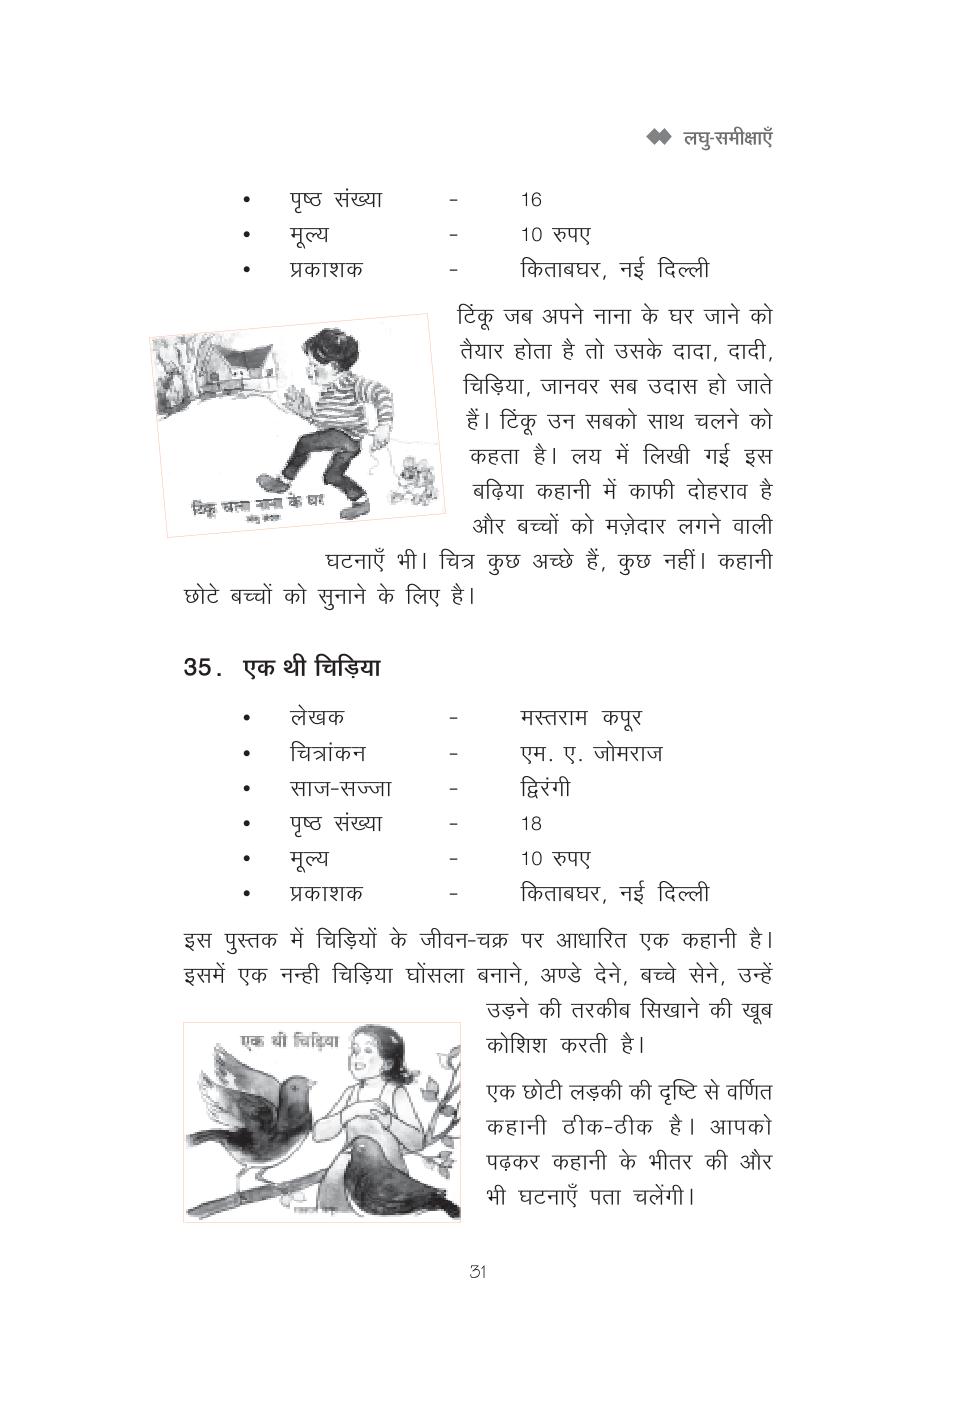 लघु-समीक्षाएँ
• पृष्ठ संख्या - 16
• मूल्य - 10 रुपए
• प्रकाशक - किताबघर, नई दिल्ली
टिंकू जब अपने नाना के घर जाने को
तैयार होता है तो उसके दादा, दादी,
चिड़िया, जानवर सब उदास हो जाते
हैं। टिंकू उन सबको साथ चलने को
कहता है। लय में लिखी गई इस
बढ़िया कहानी में काफी दोहराव है
और बच्चों को मज़ेदार लगने वाली
घटनाएँ भी। चित्र कुछ अच्छे हैं, कुछ नहीं। कहानी
छोटे बच्चों को सुनाने के लिए है।
टिंकू चला नाना के घर
35. एक थी चिड़िया
• लेखक - मस्तराम कपूर
• चित्रांकन - एम. ए. जोमराज
• साज-सज्जा - द्विरंगी
• पृष्ठ संख्या - 18
• मूल्य - 10 रुपए
• प्रकाशक - किताबघर, नई दिल्ली
इस पुस्तक में चिड़ियों के जीवन-चक्र पर आधारित एक कहानी है।
इसमें एक नन्ही चिड़िया घोंसला बनाने, अण्डे देने, बच्चे सेने, उन्हें
उड़ने की तरकीब सिखाने की खूब
कोशिश करती है।
एक थी चिड़िया
एक छोटी लड़की की दृष्टि से वर्णित
कहानी ठीक-ठीक है। आपको
पढ़कर कहानी के भीतर की और
भी घटनाएँ पता चलेंगी।
31